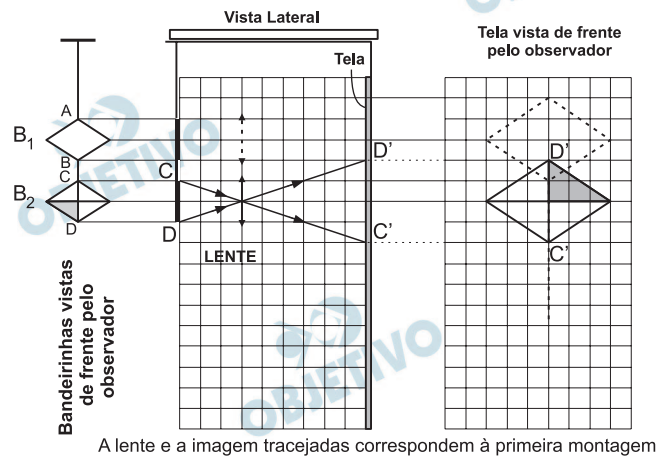 Vista Lateral
Tela vista de frente
pelo observador
Tela
A
B1
B
C
B2
D
C
D
D'
C'
LENTE
D'
C'
Bandeirinhas vistas
de frente pelo
observador
OBJETIVO
OBJETIVO
A lente e a imagem tracejadas correspondem à primeira montagem